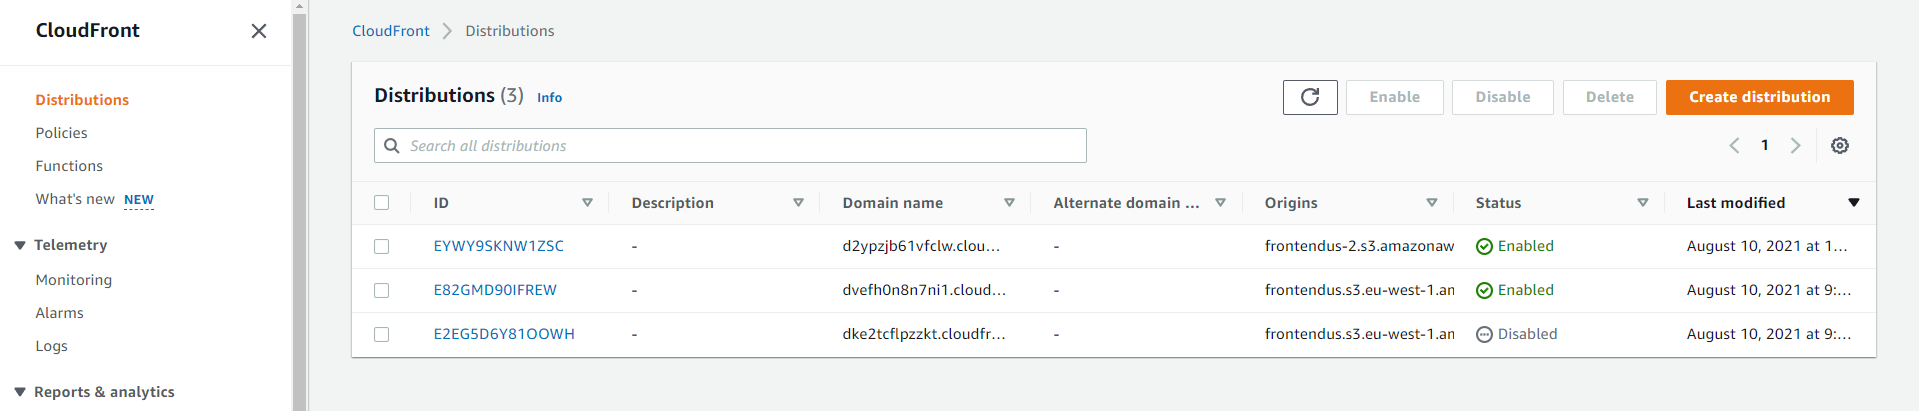 CloudFront
Distributions
Policies
Functions
What's new NEW
Telemetry
Monitoring
Alarms
Logs
Reports & analytics
CloudFront Distributions
Distributions (3) Info
Enable Disable Delete Create distribution
Search all distributions
1
ID Description Domain name Alternate domain ... Origins Status Last modified
EYWY9SKNW1ZSC - d2ypzjb61vfclw.clou... - frontendus-2.s3.amazonaw Enabled August 10, 2021 at 1...
E82GMD90IFREW - dvefh0n8n7ni1.cloud... - frontendus.s3.eu-west-1.an Enabled August 10, 2021 at 9:...
E2EG5D6Y81OOWH - dke2tcflpzzkt.cloudfr... - frontendus.s3.eu-west-1.an Disabled August 10, 2021 at 9:...